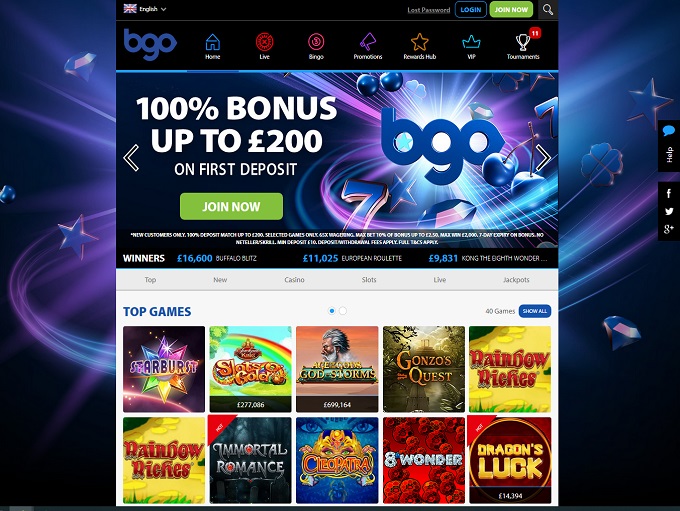 English
Lost Password
LOGIN
JOIN NOW
bgo
Home
Live
Bingo
Promotions
Rewards Hub
VIP
11
Tournaments
100% BONUS
UP TO £200
ON FIRST DEPOSIT
JOIN NOW
bgo
7
7
Help
*NEW CUSTOMERS ONLY. 100% DEPOSIT MATCH UP TO £200. SELECTED GAMES ONLY. 65X WAGERING. MAX BET 10% OF BONUS UP TO £2.50. MAX WIN £2,000. 7-DAY EXPIRY ON BONUS. NO
NETELLER/SKRILL. MIN DEPOSIT £10. DEPOSIT/WITHDRAWAL FEES APPLY. FULL T&CS APPLY.
WINNERS £16,600 BUFFALO BLITZ £11,025 EUROPEAN ROULETTE £9,831 KONG THE EIGHTH WONDER ...
Top New Casino Slots Live Jackpots
TOP GAMES
40 Games SHOW ALL
STARBURST
Slots o' Gold
£277,086
AGE OF THE GODS
GOD OF STORMS
£699,164
GONZO'S
QUEST
Rainbow
Riches
Rainbow
Riches
HOT
IMMORTAL
ROMANCE
CLEOPATRA
8TH WONDER
HOT
DRAGON'S
LUCK
£14,394